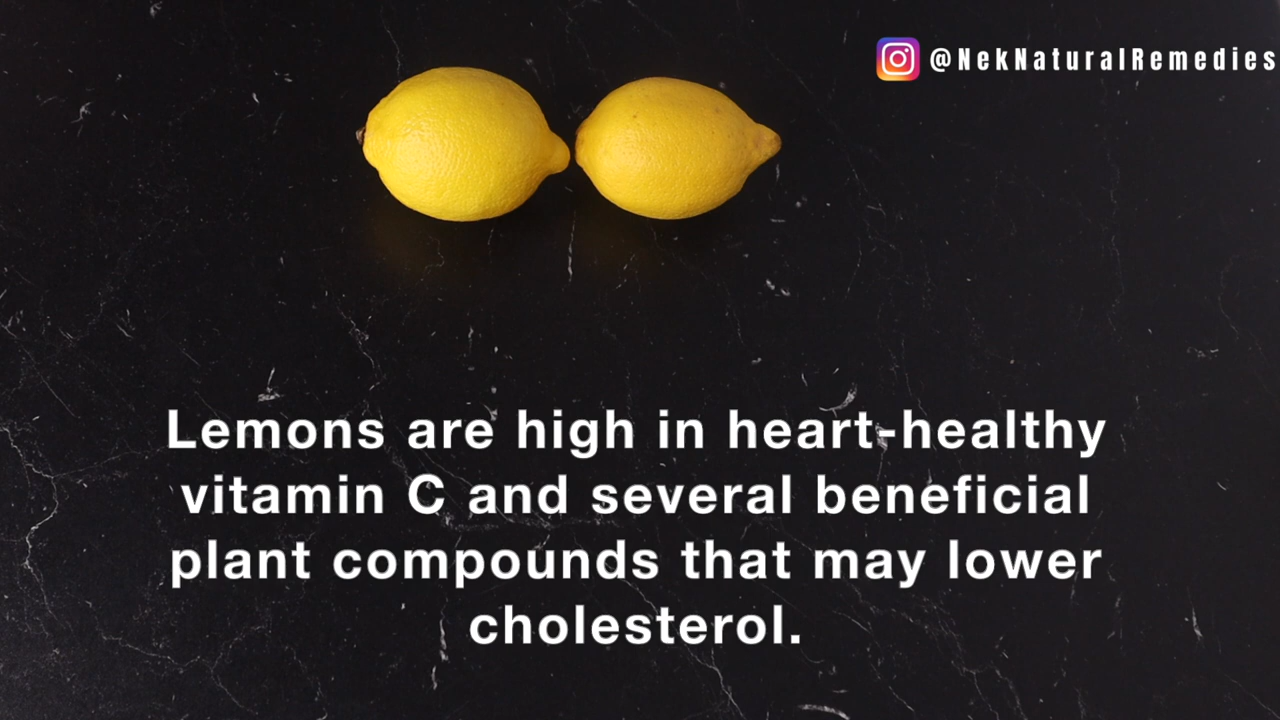 @NekNaturalRemedies
Lemons are high in heart-healthy
vitamin C and several beneficial
plant compounds that may lower
cholesterol.